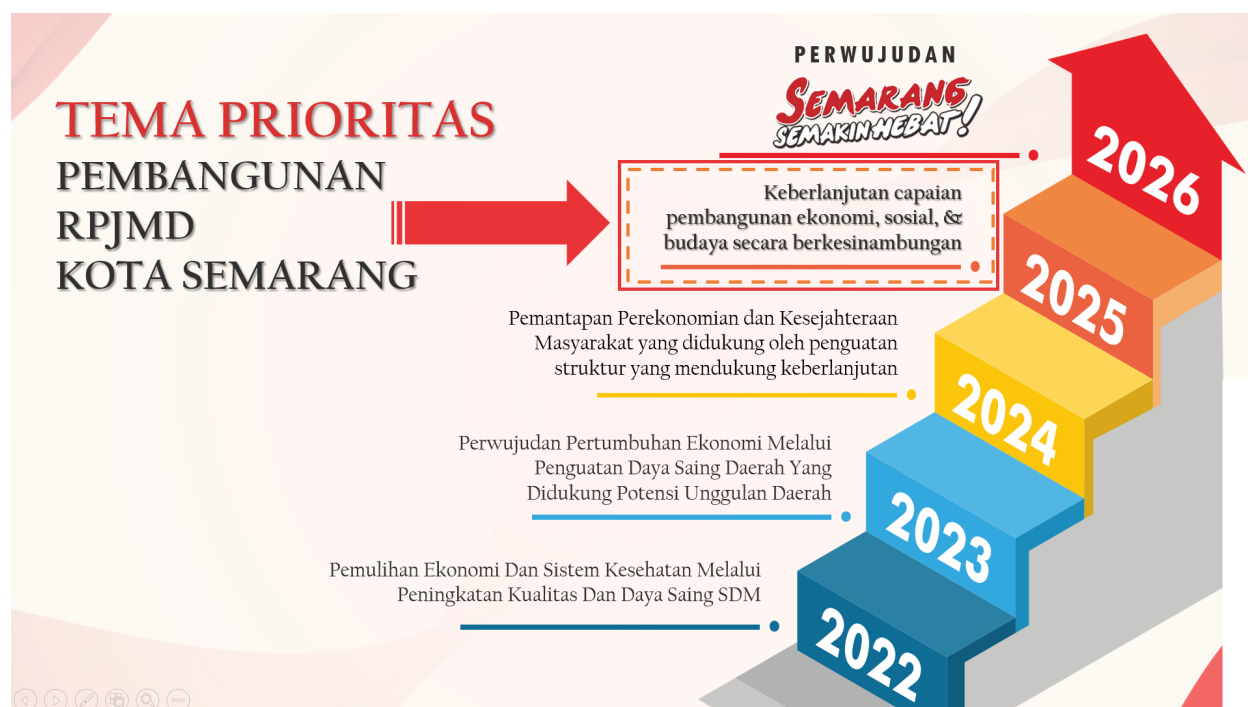 TEMA PRIORITAS
PEMBANGUNAN
RPJMD
KOTA SEMARANG
PERWUJUDAN
SEMARANG
SEMAKIN HEBAT!
2026
Keberlanjutan capaian
pembangunan ekonomi, sosial, &
budaya secara berkesinambungan
2025
Pemantapan Perekonomian dan Kesejahteraan
Masyarakat yang didukung oleh penguatan
struktur yang mendukung keberlanjutan
2024
Perwujudan Pertumbuhan Ekonomi Melalui
Penguatan Daya Saing Daerah Yang
Didukung Potensi Unggulan Daerah
2023
Pemulihan Ekonomi Dan Sistem Kesehatan Melalui
Peningkatan Kualitas Dan Daya Saing SDM
2022